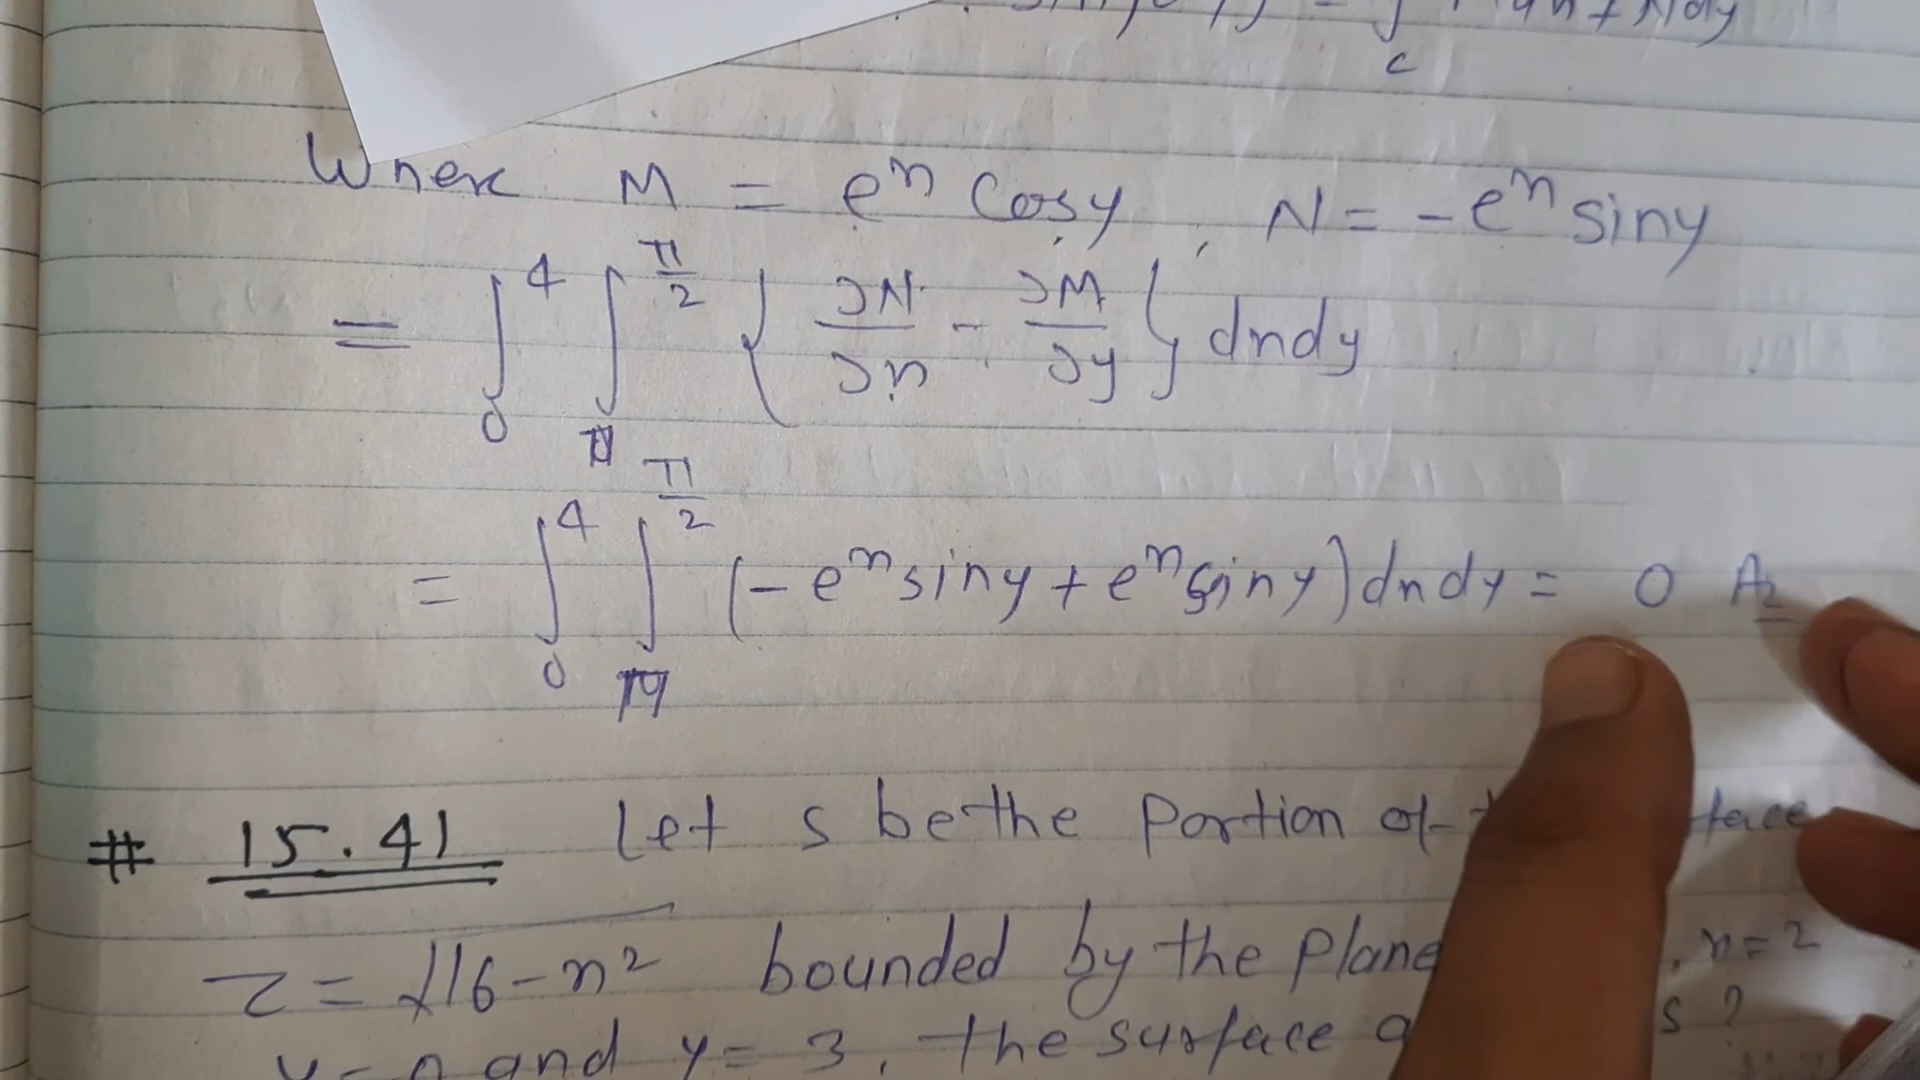 c
Where M = eⁿ Cosy , N = -eⁿ siny
= ∫₀⁴ ∫ π/2 { ∂N/∂n - ∂M/∂y } dndy
= ∫₀⁴ ∫ π/2 (-eⁿ siny + eⁿ siny) dndy = 0 A
# 15.41 Let s be the portion of
z = √16-n² bounded by the plane , n=2
and y = 3, the surface s ?